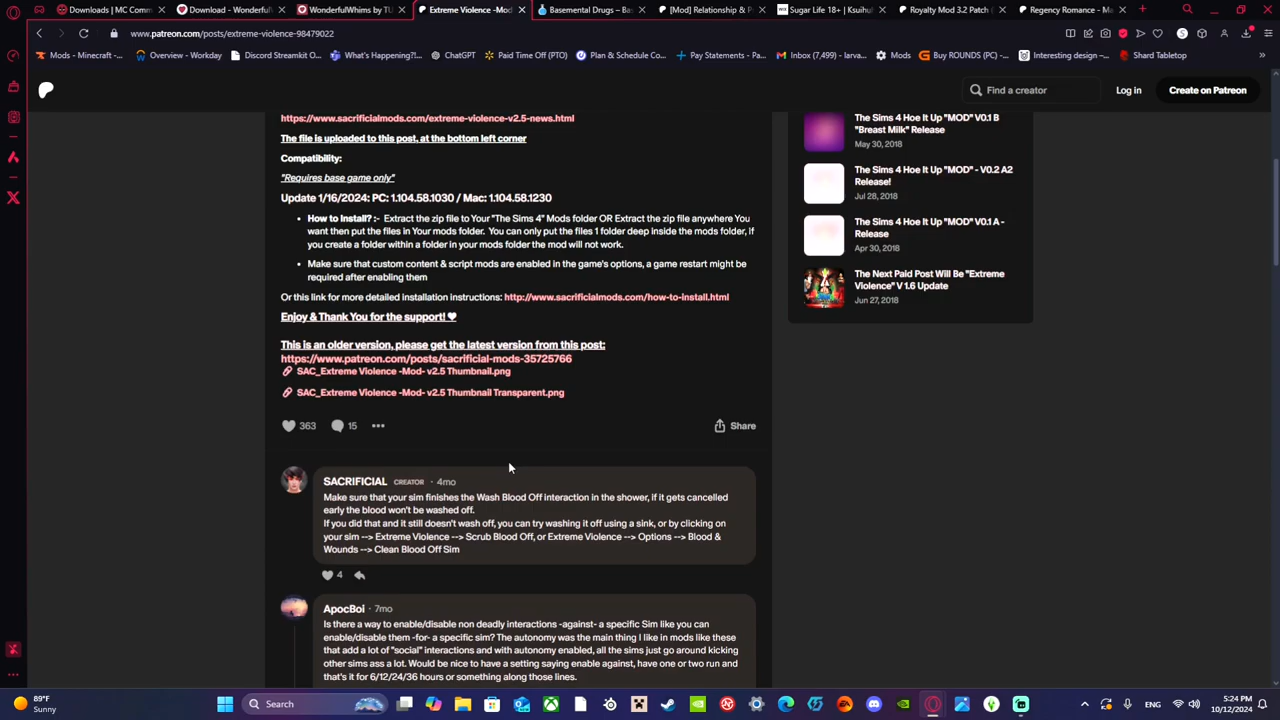 Downloads | MC Comm
Download - Wonderful
WonderfulWhims by T
Extreme Violence -Mod
Basemental Drugs – Bas
[Mod] Relationship & P
Sugar Life 18+ | Ksuihuh
Royalty Mod 3.2 Patch
Regency Romance - Me
www.patreon.com/posts/extreme-violence-98479022
Mods - Minecraft -...
Overview - Workday
Discord Streamkit O...
What's Happening?!...
ChatGPT
Paid Time Off (PTO)
Plan & Schedule Co...
Pay Statements - Pa...
Inbox (7,499) - larva...
Mods
Buy ROUNDS (PC) -...
Interesting design –...
Shard Tabletop
Find a creator
Log in
Create on Patreon
https://www.sacrificialmods.com/extreme-violence-v2.5-news.html
The file is uploaded to this post, at the bottom left corner
Compatibility:
"Requires base game only"
Update 1/16/2024: PC: 1.104.58.1030 / Mac: 1.104.58.1230
• How to Install? :- Extract the zip file to Your "The Sims 4" Mods folder OR Extract the zip file anywhere You
want then put the files in Your mods folder. You can only put the files 1 folder deep inside the mods folder, if
you create a folder within a folder in your mods folder the mod will not work.
• Make sure that custom content & script mods are enabled in the game's options, a game restart might be
required after enabling them
Or this link for more detailed installation instructions: http://www.sacrificialmods.com/how-to-install.html
Enjoy & Thank You for the support! ♥
This is an older version, please get the latest version from this post:
https://www.patreon.com/posts/sacrificial-mods-35725766
SAC_Extreme Violence -Mod- v2.5 Thumbnail.png
SAC_Extreme Violence -Mod- v2.5 Thumbnail Transparent.png
363
15
Share
SACRIFICIAL CREATOR · 4mo
Make sure that your sim finishes the Wash Blood Off interaction in the shower, if it gets cancelled
early the blood won't be washed off.
If you did that and it still doesn't wash off, you can try washing it off using a sink, or by clicking on
your sim --> Extreme Violence --> Scrub Blood Off, or Extreme Violence --> Options --> Blood &
Wounds --> Clean Blood Off Sim
4
ApocBoi · 7mo
Is there a way to enable/disable non deadly interactions -against- a specific Sim like you can
enable/disable them -for- a specific sim? The autonomy was the main thing I like in mods like these
that add a lot of "social" interactions and with autonomy enabled, all the sims just go around kicking
other sims ass a lot. Would be nice to have a setting saying enable against, have one or two run and
that's it for 6/12/24/36 hours or something along those lines.
The Sims 4 Hoe It Up "MOD" V0.1 B
"Breast Milk" Release
May 30, 2018
The Sims 4 Hoe It Up "MOD" - V0.2 A2
Release!
Jul 28, 2018
The Sims 4 Hoe It Up "MOD" V0.1 A -
Release
Apr 30, 2018
The Next Paid Post Will Be "Extreme
Violence" V 1.6 Update
Jun 27, 2018
89°F
Sunny
Search
ENG
5:24 PM
10/12/2024